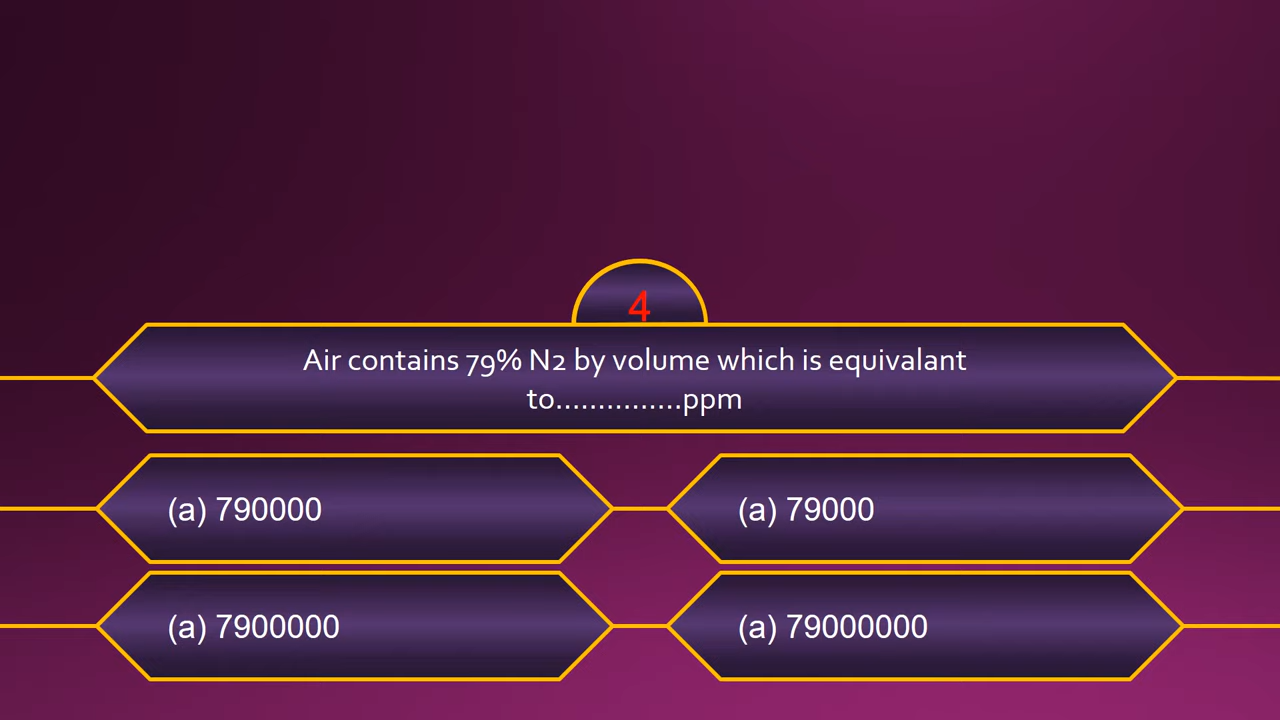 4
Air contains 79% N2 by volume which is equivalant
to...............ppm
(a) 790000
(a) 79000
(a) 7900000
(a) 79000000